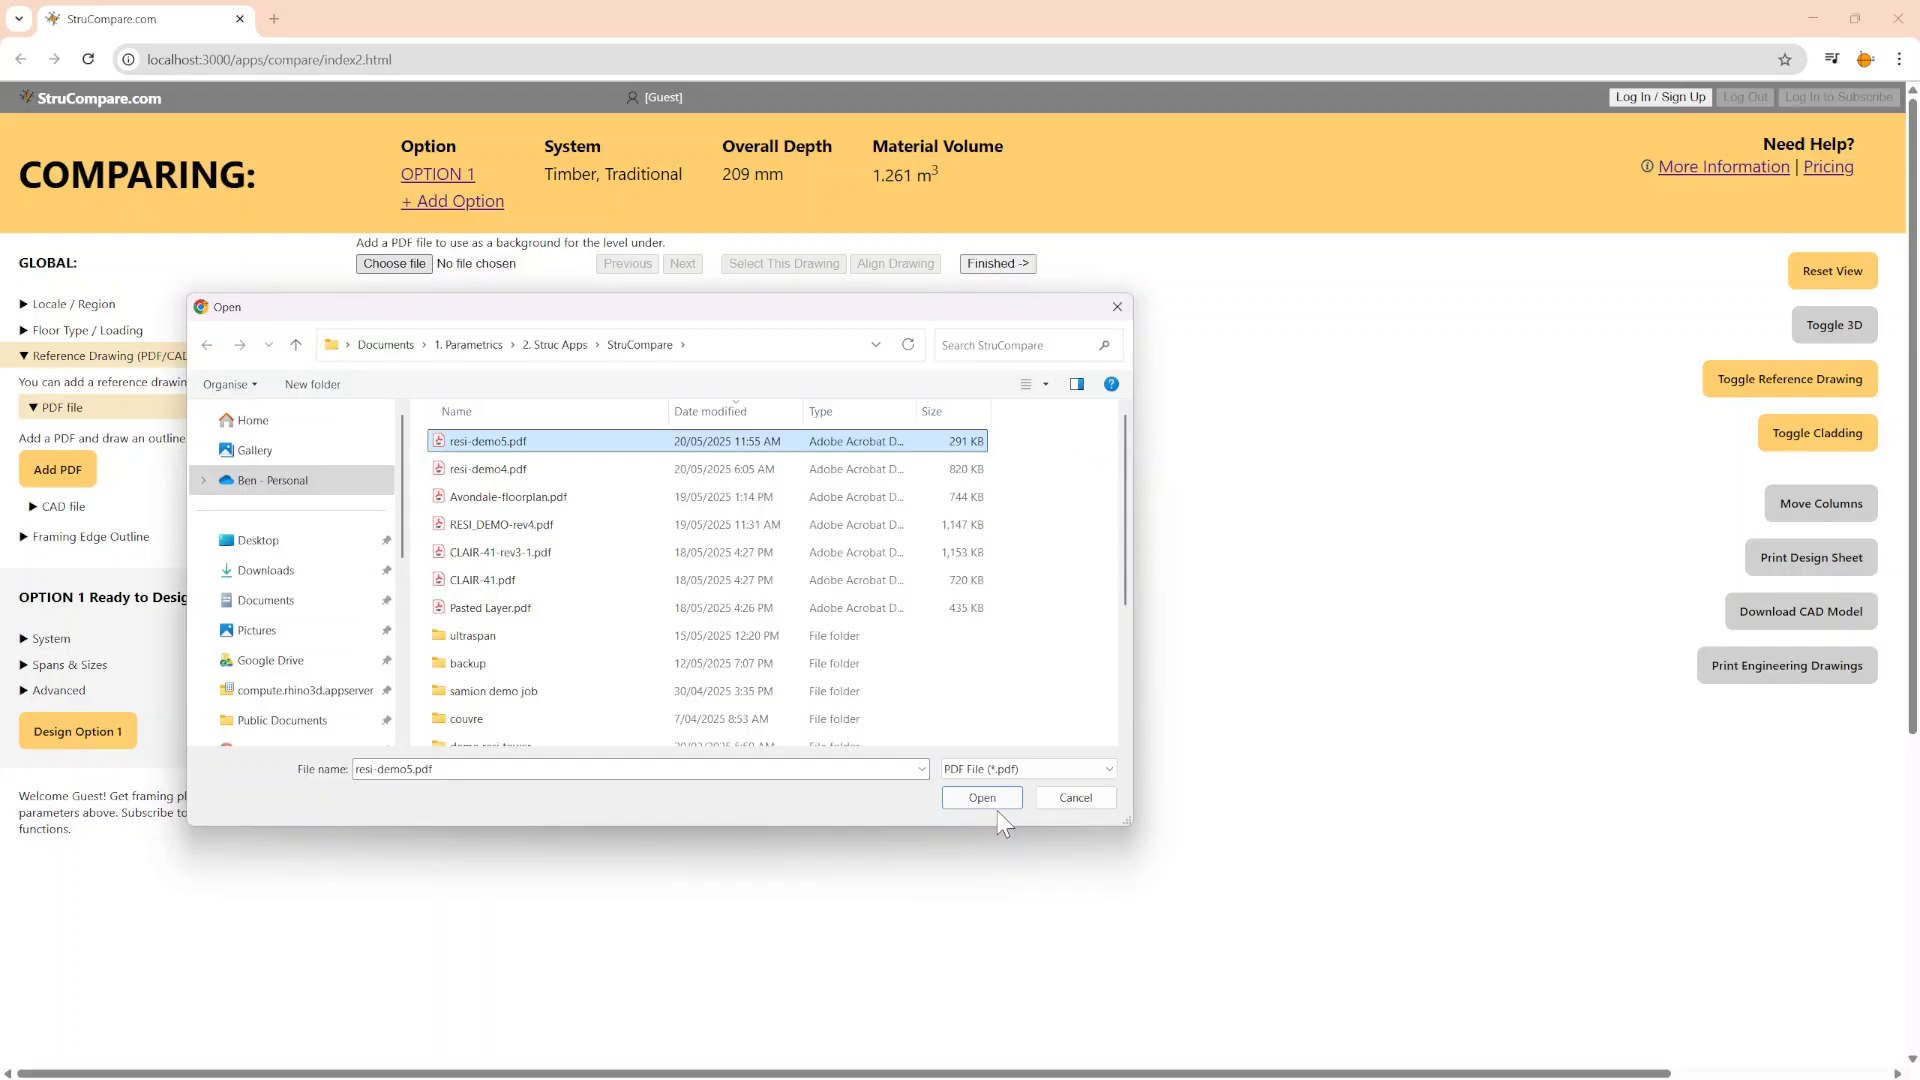 StruCompare.com
localhost:3000/apps/compare/index2.html
StruCompare.com
[Guest]
Log In / Sign Up
Log Out
Log In to Subscribe
COMPARING:
Option
System
Overall Depth
Material Volume
OPTION 1
Timber, Traditional
209 mm
1.261 m³
+ Add Option
Need Help?
More Information | Pricing
Add a PDF file to use as a background for the level under.
Choose file No file chosen
Previous
Next
Select This Drawing
Align Drawing
Finished ->
GLOBAL:
▶ Locale / Region
▶ Floor Type / Loading
▼ Reference Drawing (PDF/CAD
You can add a reference drawin
▼ PDF file
Add a PDF and draw an outline
Add PDF
▶ CAD file
▶ Framing Edge Outline
OPTION 1 Ready to Desig
▶ System
▶ Spans & Sizes
▶ Advanced
Design Option 1
Welcome Guest! Get framing pl
parameters above. Subscribe to
functions.
Open
Documents > 1. Parametrics > 2. Struc Apps > StruCompare >
Search StruCompare
Organise
New folder
Home
Gallery
Ben - Personal
Desktop
Downloads
Documents
Pictures
Google Drive
compute.rhino3d.appserver
Public Documents
Name
Date modified
Type
Size
resi-demo5.pdf 20/05/2025 11:55 AM Adobe Acrobat D... 291 KB
resi-demo4.pdf 20/05/2025 6:05 AM Adobe Acrobat D... 820 KB
Avondale-floorplan.pdf 19/05/2025 1:14 PM Adobe Acrobat D... 744 KB
RESI_DEMO-rev4.pdf 19/05/2025 11:31 AM Adobe Acrobat D... 1,147 KB
CLAIR-41-rev3-1.pdf 18/05/2025 4:27 PM Adobe Acrobat D... 1,153 KB
CLAIR-41.pdf 18/05/2025 4:27 PM Adobe Acrobat D... 720 KB
Pasted Layer.pdf 18/05/2025 4:26 PM Adobe Acrobat D... 435 KB
ultraspan 15/05/2025 12:20 PM File folder
backup 12/05/2025 7:07 PM File folder
samion demo job 30/04/2025 3:35 PM File folder
couvre 7/04/2025 8:53 AM File folder
File name: resi-demo5.pdf
PDF File (*.pdf)
Open
Cancel
Reset View
Toggle 3D
Toggle Reference Drawing
Toggle Cladding
Move Columns
Print Design Sheet
Download CAD Model
Print Engineering Drawings